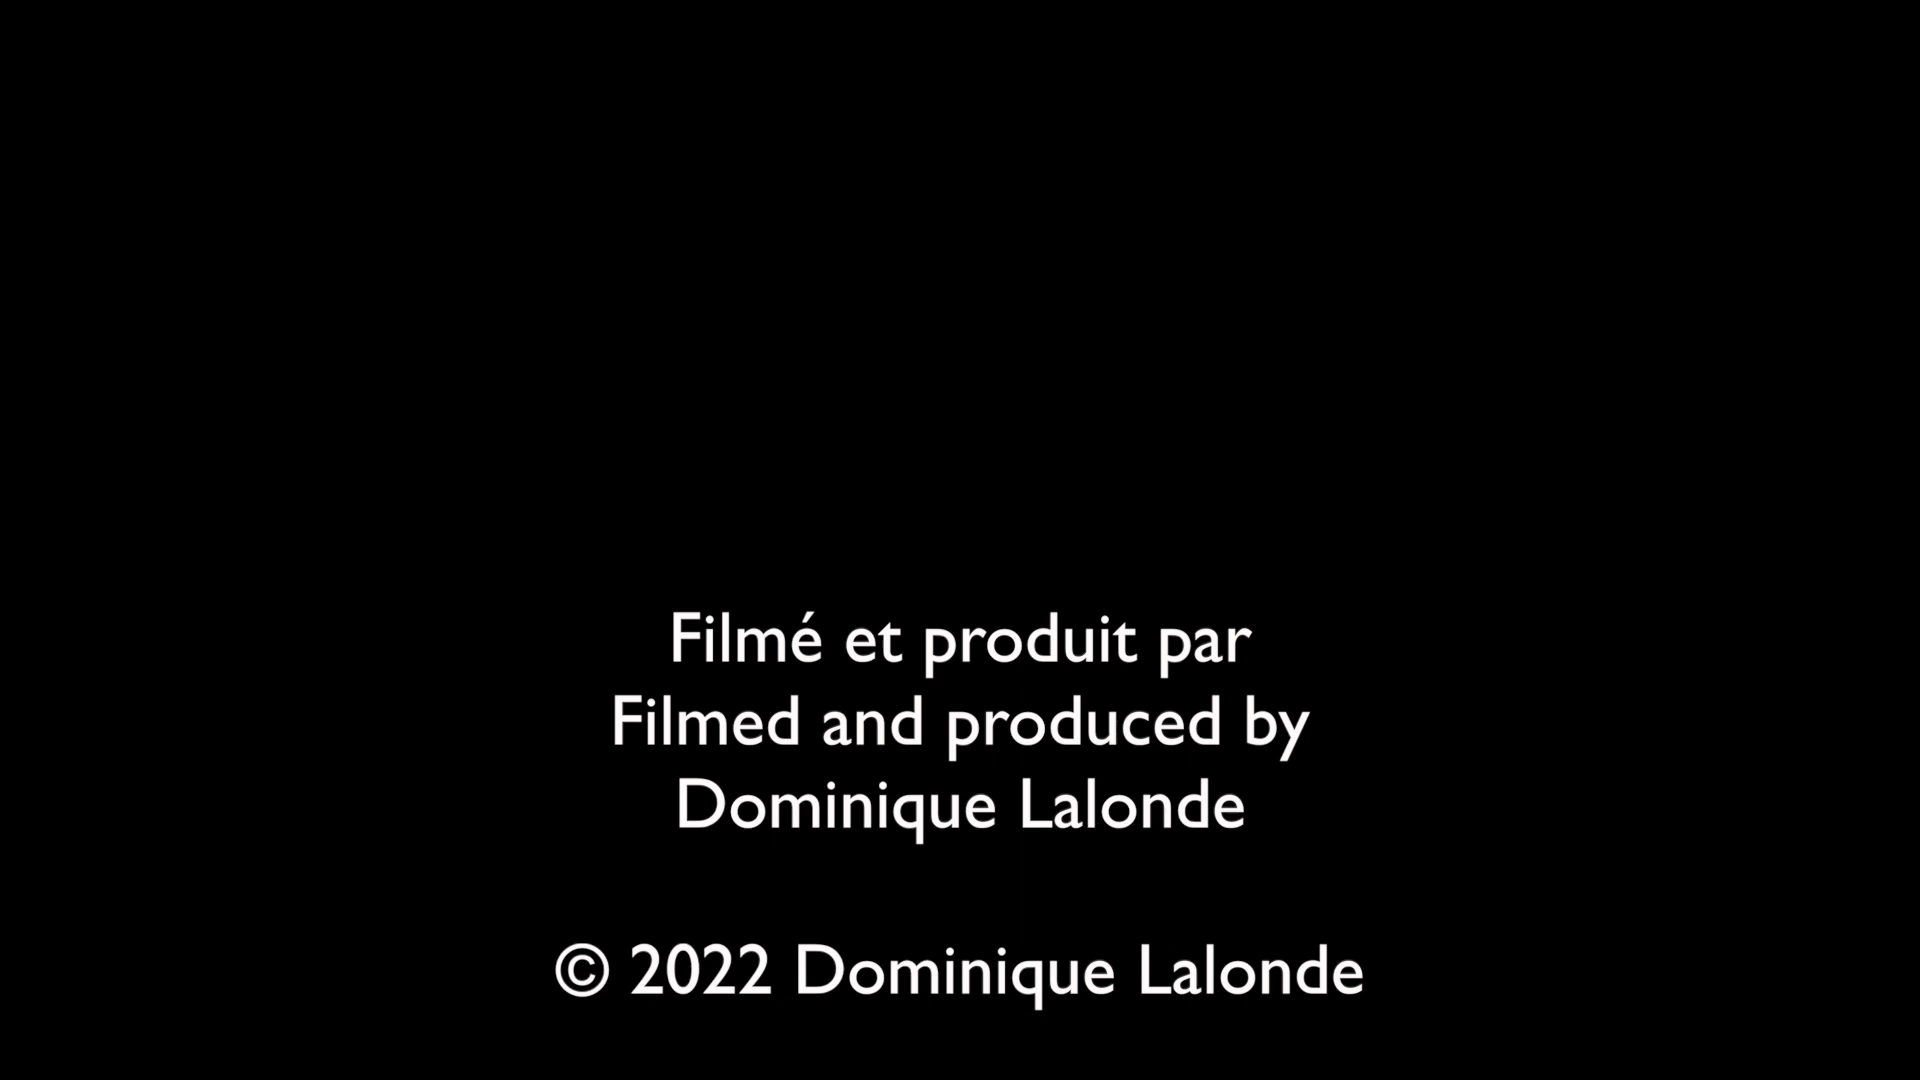 Filmé et produit par
Filmed and produced by
Dominique Lalonde
© 2022 Dominique Lalonde